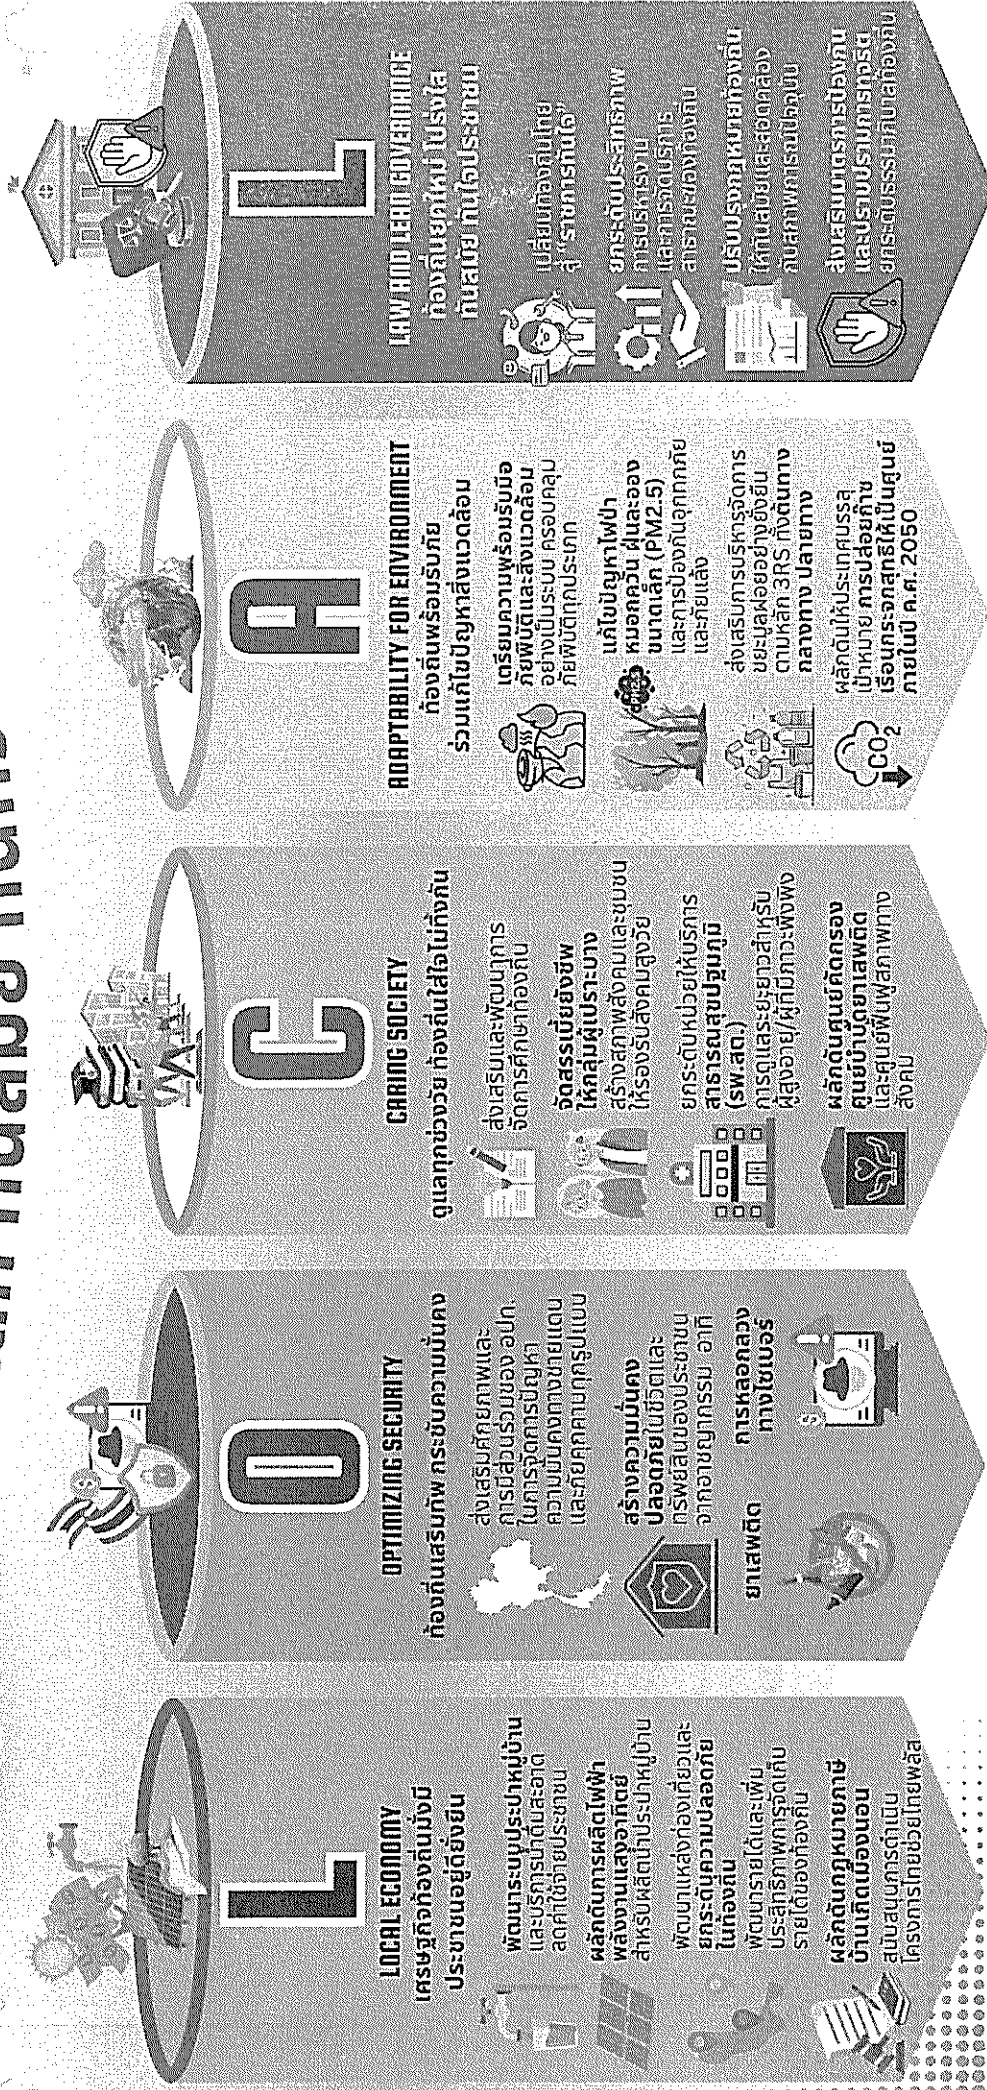 L
LOCAL ECONOMY
เศรษฐกิจท้องถิ่นมั่งมี
ประชาชนอยู่ดียั่งยืน
พัฒนาระบบประปาหมู่บ้าน
และบริการน้ำดื่มสะอาด
ลดค่าใช้จ่ายประชาชน
ผลักดันการผลิตไฟฟ้า
พลังงานแสงอาทิตย์
สำหรับผลิตน้ำประปาหมู่บ้าน
พัฒนาแหล่งท่องเที่ยวและ
ยกระดับความปลอดภัย
ในท้องถิ่น
พัฒนารายได้และเพิ่ม
ประสิทธิภาพการจัดเก็บ
รายได้ของท้องถิ่น
ผลักดันกฎหมายภาษี
บ้านเกิดเมืองนอน
สนับสนุนการดำเนิน
โครงการไทยช่วยไทยพลัส
O
OPTIMIZING SECURITY
ท้องถิ่นเสริมทัพ กระชับความมั่นคง
ส่งเสริมศักยภาพและ
การมีส่วนร่วมของ อปท.
ในการจัดการปัญหา
ความมั่นคงทางชายแดน
และภัยคุกคามทุกรูปแบบ
สร้างความมั่นคง
ปลอดภัยในชีวิตและ
ทรัพย์สินของประชาชน
จากอาชญากรรม อาทิ
ยาเสพติด
การหลอกลวง
ทางไซเบอร์
C
CARING SOCIETY
ดูแลทุกช่วงวัย ท้องถิ่นใส่ใจไม่ทิ้งกัน
ส่งเสริมและพัฒนาการ
จัดการศึกษาท้องถิ่น
จัดสรรเบี้ยยังชีพ
ให้กลุ่มผู้เปราะบาง
สร้างสภาพสังคมและชุมชน
ให้รองรับสังคมสูงวัย
ยกระดับหน่วยให้บริการ
สาธารณสุขปฐมภูมิ
(รพ.สต.)
การดูแลระยะยาวสำหรับ
ผู้สูงอายุ/ผู้ที่มีภาวะพึ่งพิง
ผลักดันศูนย์คัดกรอง
ศูนย์บำบัดยาเสพติด
และศูนย์ฟื้นฟูสภาพทาง
สังคม
A
ADAPTABILITY FOR ENVIRONMENT
ท้องถิ่นพร้อมรับภัย
ร่วมแก้ไขปัญหาสิ่งแวดล้อม
เตรียมความพร้อมรับมือ
ภัยพิบัติและสิ่งแวดล้อม
อย่างเป็นระบบ ครอบคลุม
ภัยพิบัติทุกประเภท
PM2.5
แก้ไขปัญหาไฟป่า
หมอกควัน ฝุ่นละออง
ขนาดเล็ก (PM2.5)
และการป้องกันอุทกภัย
และภัยแล้ง
ส่งเสริมการบริหารจัดการ
ขยะมูลฝอยอย่างยั่งยืน
ตามหลัก 3RS ทั้งต้นทาง
กลางทาง ปลายทาง
CO2
ผลักดันให้ประเทศบรรลุ
เป้าหมาย การปล่อยก๊าซ
เรือนกระจกสุทธิให้เป็นศูนย์
ภายในปี ค.ศ. 2050
L
LAW AND LEAN GOVERNANCE
ท้องถิ่นยุคใหม่ โปร่งใส
ทันสมัย ทันใจประชาชน
เปลี่ยนท้องถิ่นไทย
สู่ “ราชการทันใจ”
ยกระดับประสิทธิภาพ
การบริหารงาน
และการจัดบริการ
สาธารณะของท้องถิ่น
ปรับปรุงกฎหมายท้องถิ่น
ให้ทันสมัยและสอดคล้อง
กับสภาพการณ์ปัจจุบัน
ส่งเสริมมาตรการป้องกัน
และปราบปรามการทุจริต
ยกระดับธรรมาภิบาลท้องถิ่น